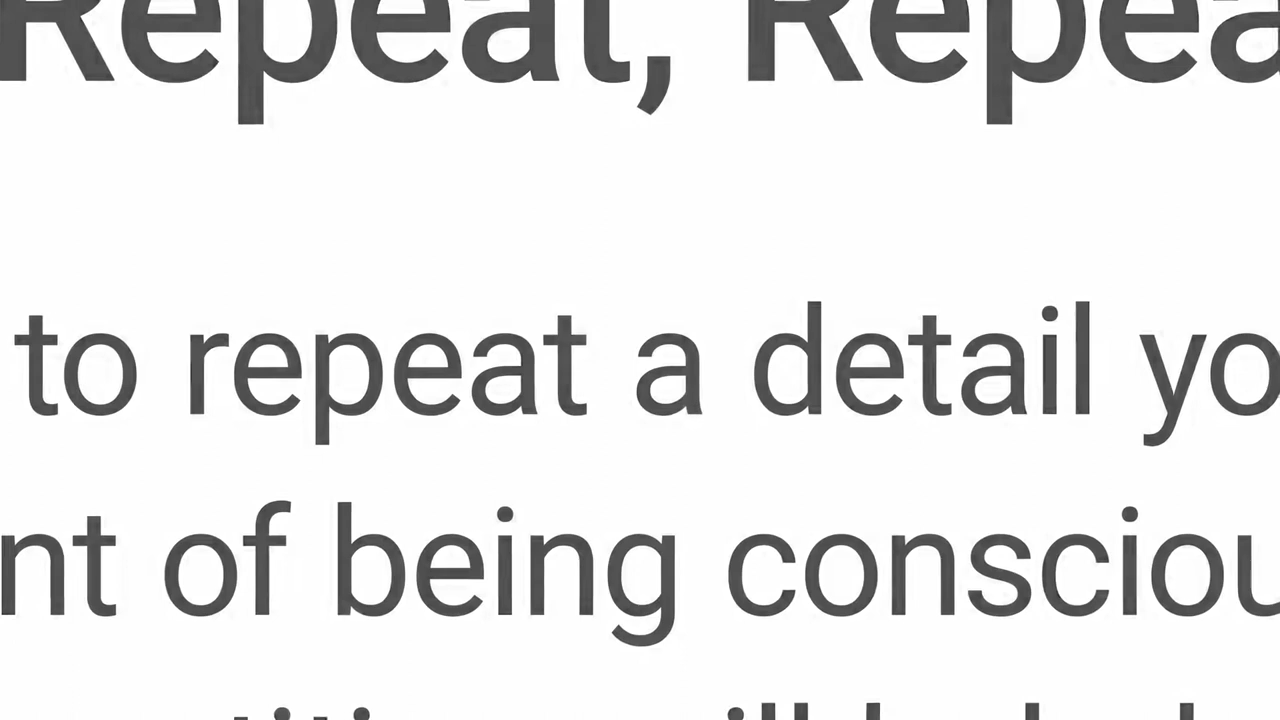 Repeat, Repea
to repeat a detail yo
nt of being consciou